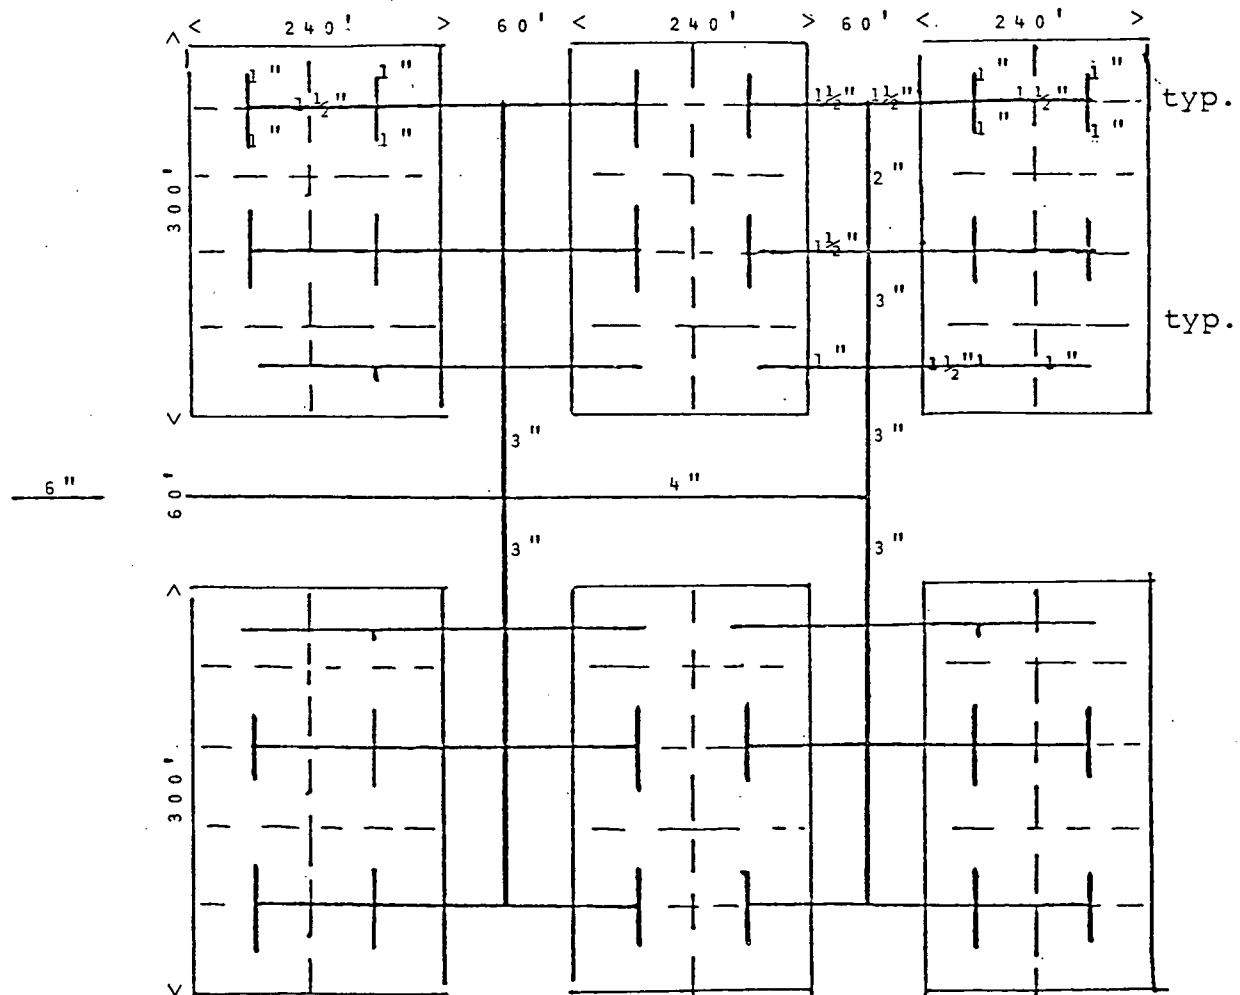 < 240' > 60' < 240' > 60' < 240' >
1" 1" 1" 1"
1½" 1½" 1½" 1½" typ.
1" 1" 1" 1"
300' 2"
1½"
3"
typ.
1" 1½" 1"
3" 3"
6" 60' 4"
3" 3"
300'